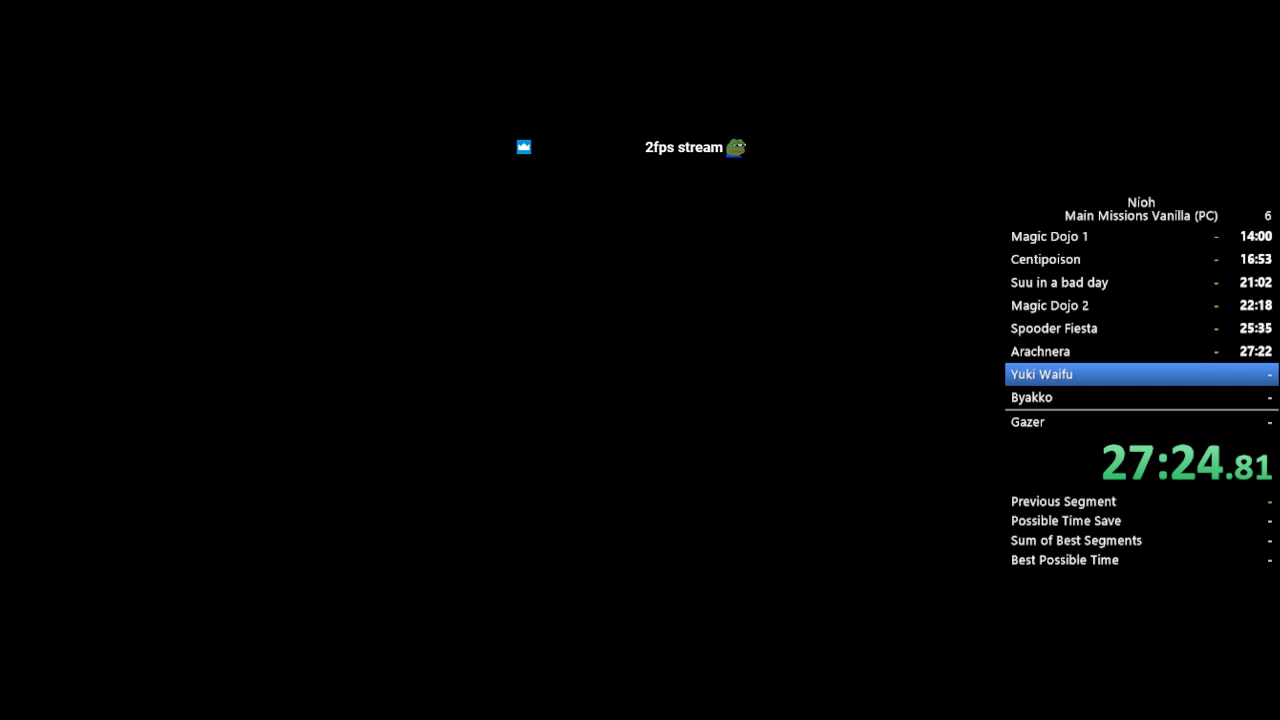 2fps stream
Nioh
Main Missions Vanilla (PC) 6
Magic Dojo 1 - 14:00
Centipoison - 16:53
Suu in a bad day - 21:02
Magic Dojo 2 - 22:18
Spooder Fiesta - 25:35
Arachnera - 27:22
Yuki Waifu -
Byakko -
Gazer -
27:24.81
Previous Segment -
Possible Time Save -
Sum of Best Segments -
Best Possible Time -